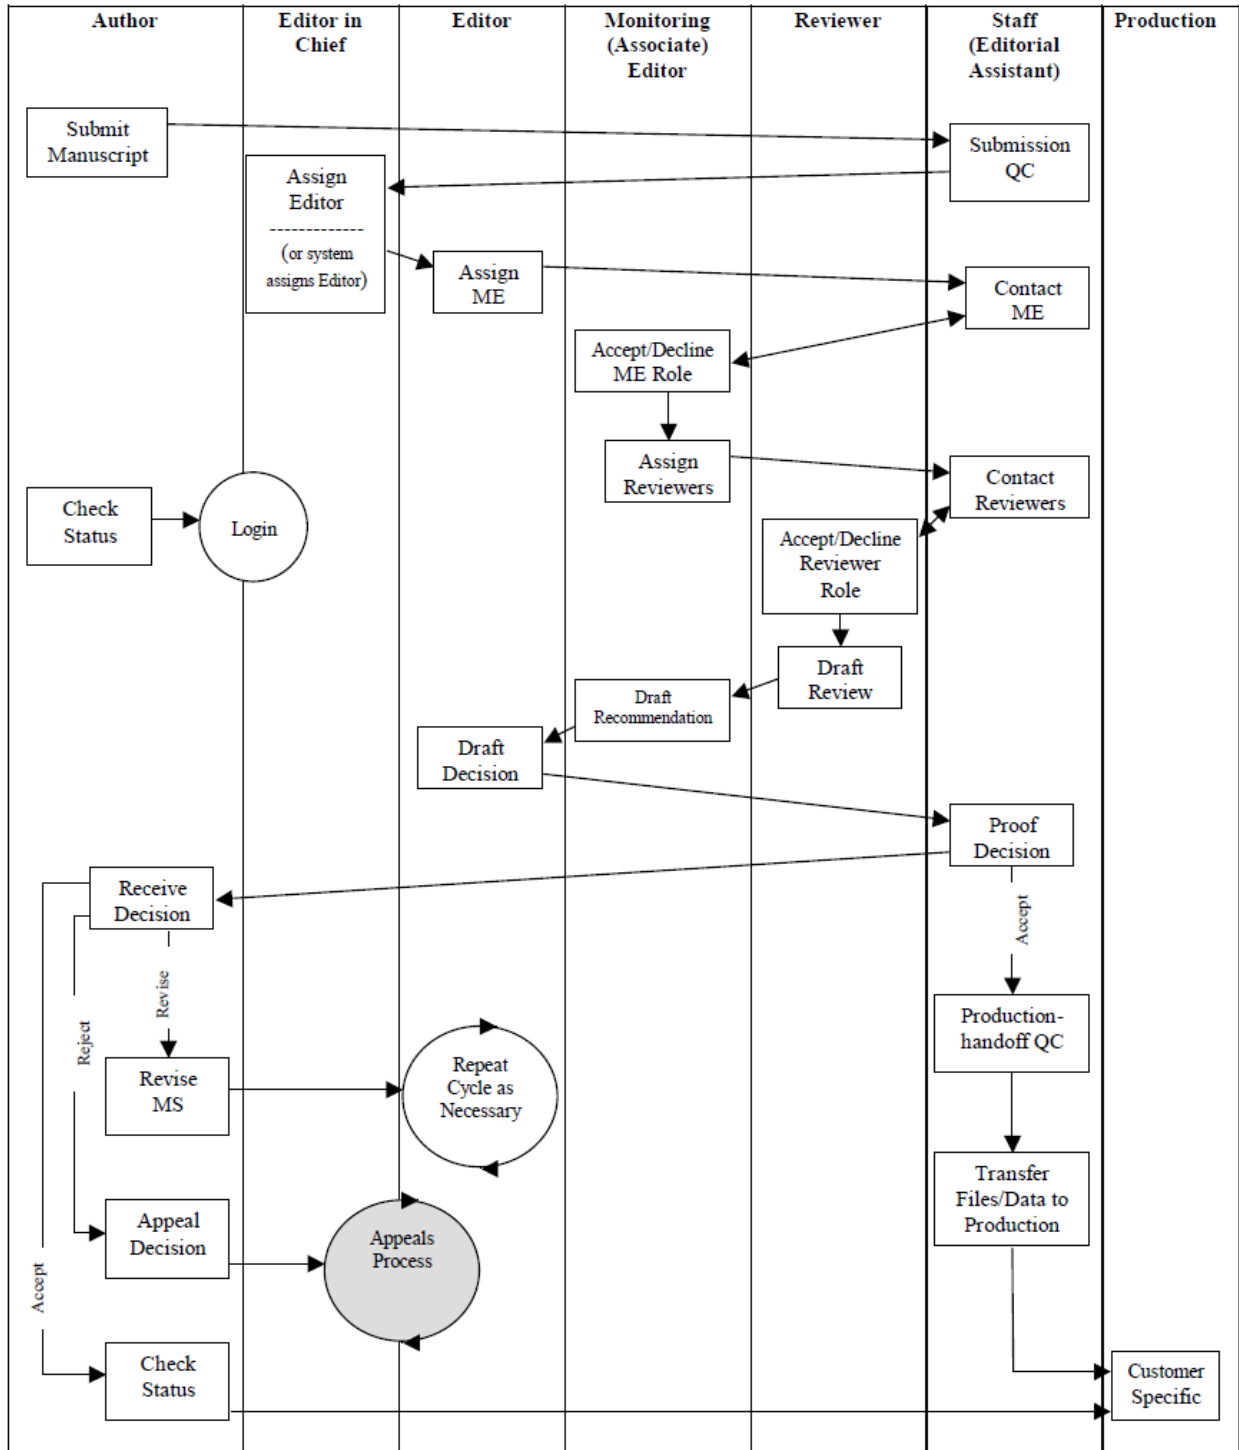 Author
Editor in
Chief
Editor
Monitoring
(Associate)
Editor
Reviewer
Staff
(Editorial
Assistant)
Production
Submit
Manuscript
Submission
QC
Assign
Editor
-------------
(or system
assigns Editor)
Assign
ME
Contact
ME
Accept/Decline
ME Role
Assign
Reviewers
Contact
Reviewers
Check
Status
Login
Accept/Decline
Reviewer
Role
Draft
Review
Draft
Recommendation
Draft
Decision
Proof
Decision
Receive
Decision
Accept
Revise
Reject
Production-
handoff QC
Revise
MS
Repeat
Cycle as
Necessary
Transfer
Files/Data to
Production
Appeal
Decision
Appeals
Process
Accept
Check
Status
Customer
Specific